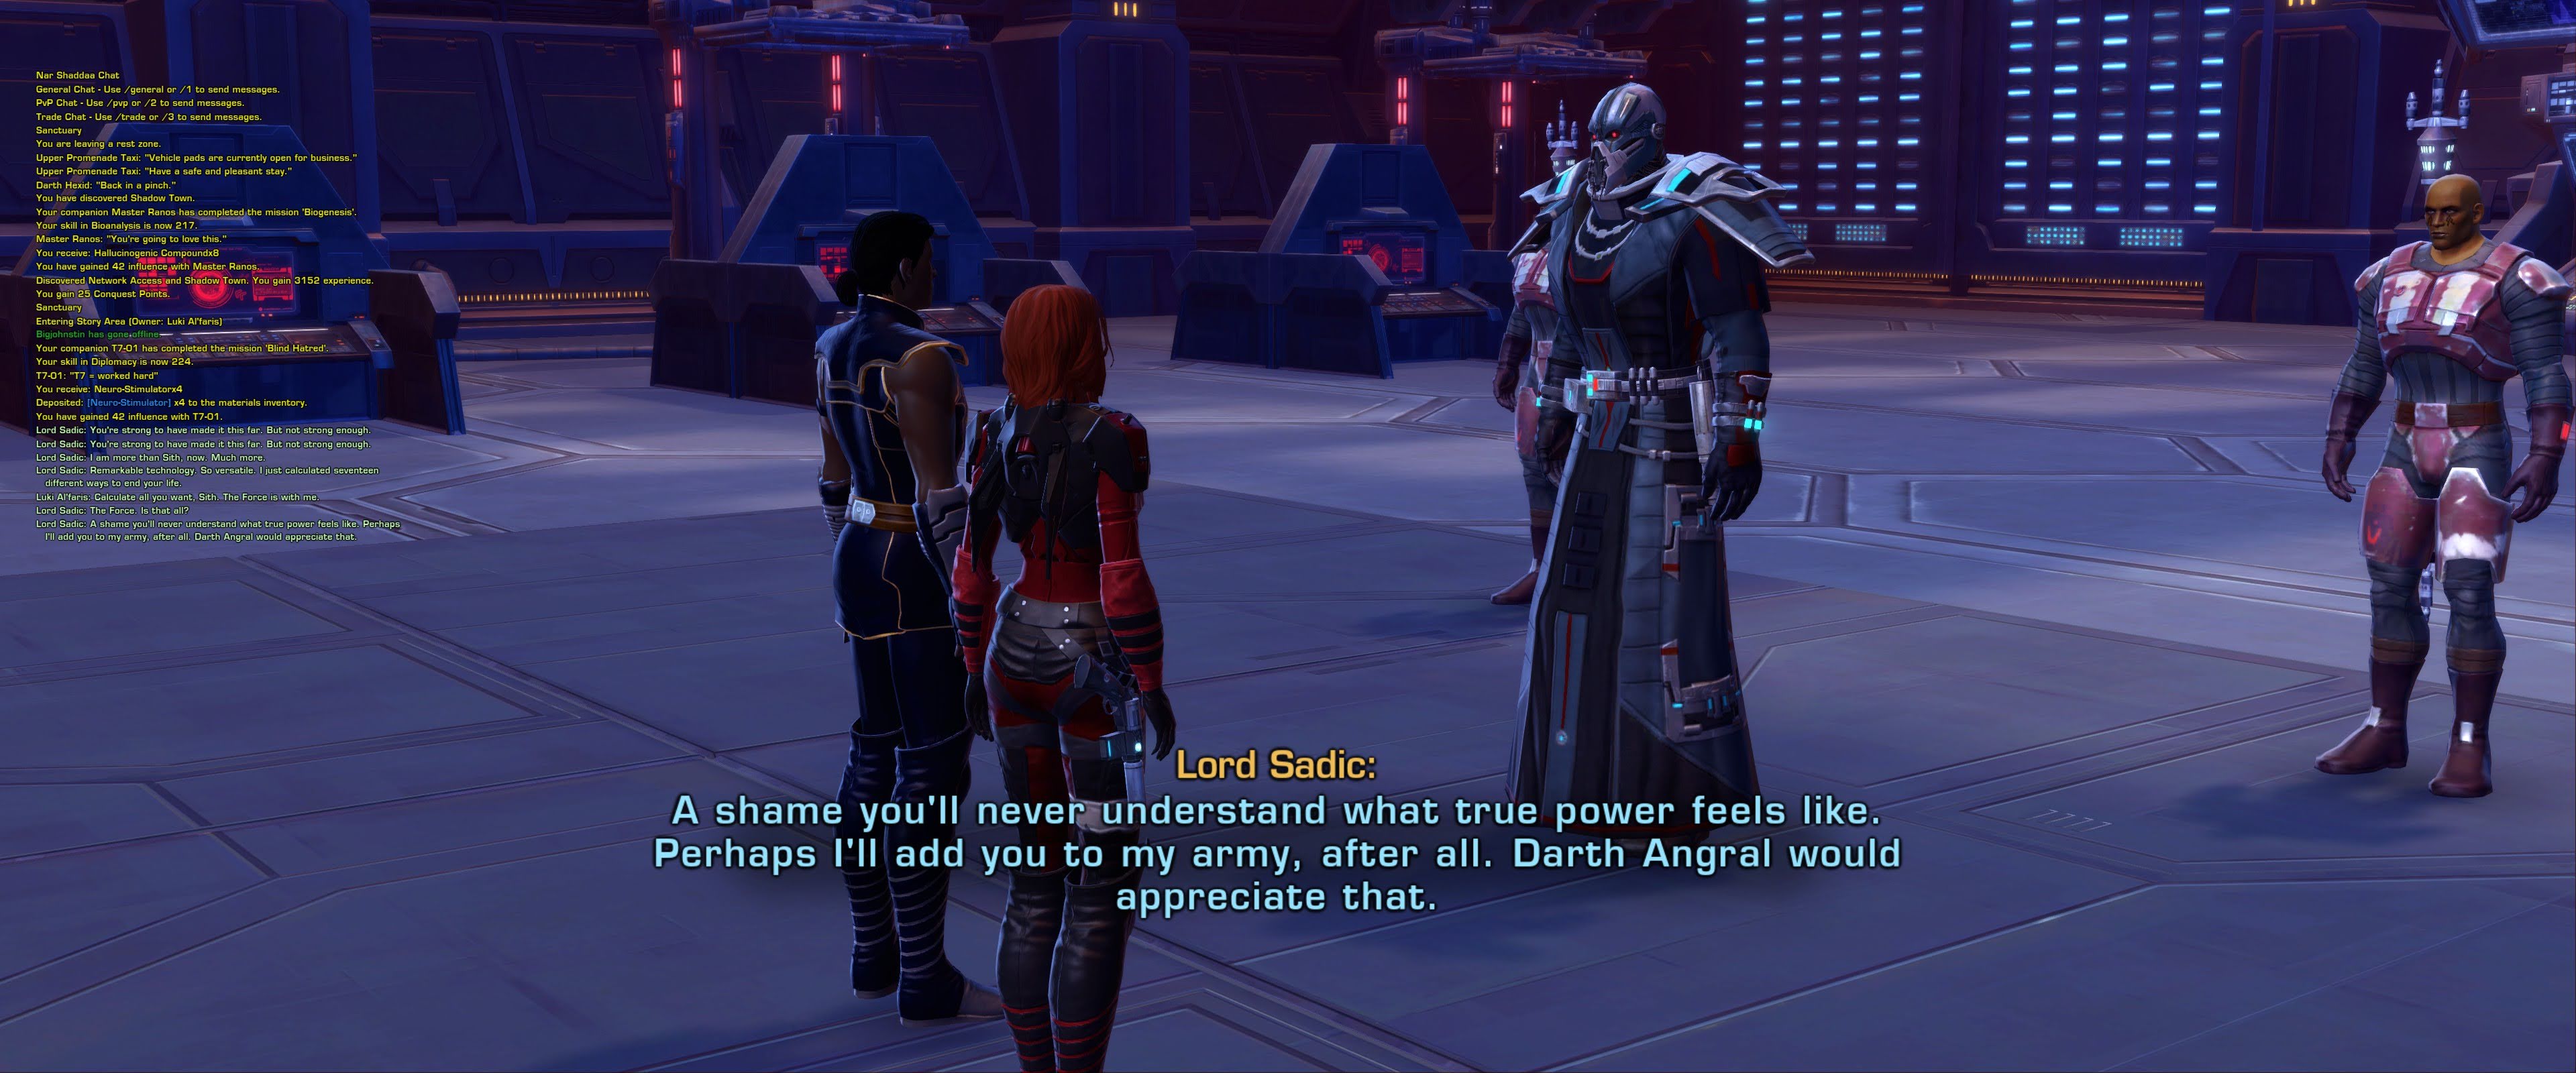 Nar Shaddaa Chat
General Chat - Use /general or /1 to send messages.
PvP Chat - Use /pvp or /2 to send messages.
Trade Chat - Use /trade or /3 to send messages.
Sanctuary
You are leaving a rest zone.
Upper Promenade Taxi: "Vehicle pads are currently open for business."
Upper Promenade Taxi: "Have a safe and pleasant stay."
Darth Hexid: "Back in a pinch."
You have discovered Shadow Town.
Your companion Master Ranos has completed the mission 'Biogenesis'.
Your skill in Bioanalysis is now 217.
Master Ranos: "You're going to love this."
You receive: Hallucinogenic Compoundx8
You have gained 42 influence with Master Ranos.
Discovered Network Access and Shadow Town. You gain 3152 experience.
You gain 25 Conquest Points.
Sanctuary
Entering Story Area (Owner: Luki Al'faris)
Bigjohnstin has gone offline
Your companion T7-01 has completed the mission 'Blind Hatred'.
Your skill in Diplomacy is now 224.
T7-01: "T7 = worked hard"
You receive: Neuro-Stimulatorx4
Deposited: [Neuro-Stimulator] x4 to the materials inventory.
You have gained 42 influence with T7-01.
Lord Sadic: You're strong to have made it this far. But not strong enough.
Lord Sadic: You're strong to have made it this far. But not strong enough.
Lord Sadic: I am more than Sith, now. Much more.
Lord Sadic: Remarkable technology. So versatile. I just calculated seventeen
different ways to end your life.
Luki Al'faris: Calculate all you want, Sith. The Force is with me.
Lord Sadic: The Force. Is that all?
Lord Sadic: A shame you'll never understand what true power feels like. Perhaps
I'll add you to my army, after all. Darth Angral would appreciate that.
Lord Sadic:
A shame you'll never understand what true power feels like.
Perhaps I'll add you to my army, after all. Darth Angral would
appreciate that.